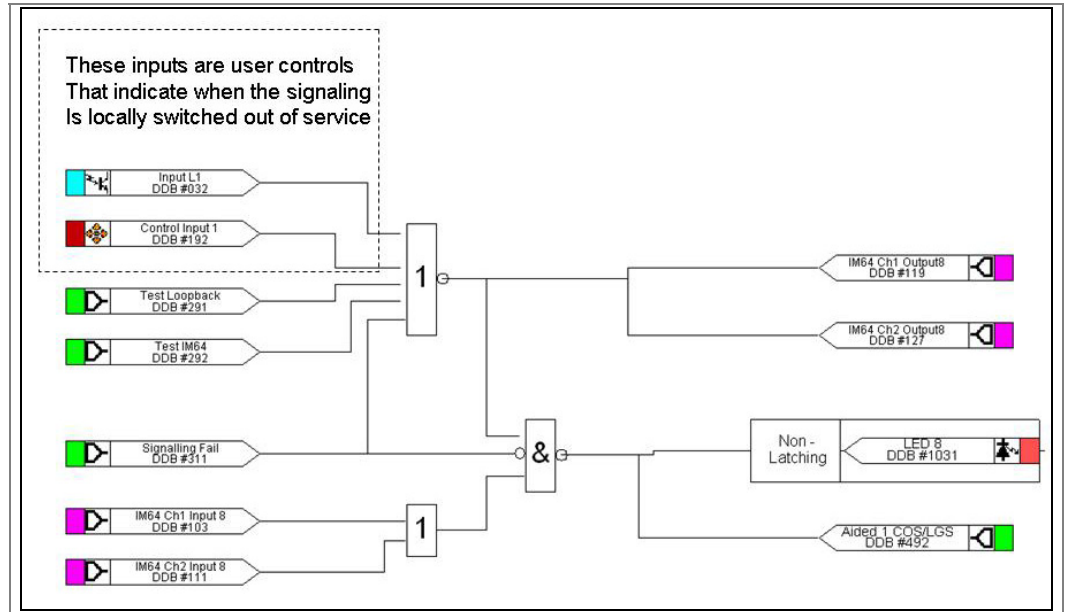 These inputs are user controls
That indicate when the signaling
Is locally switched out of service
Input L1
DDB #032
Control Input 1
DDB #192
Test Loopback
DDB #291
Test IM64
DDB #292
Signalling Fail
DDB #311
IM64 Ch1 Input 8
DDB #103
IM64 Ch2 Input 8
DDB #111
1
&
1
IM64 Ch1 Output8
DDB #119
IM64 Ch2 Output8
DDB #127
Non -
Latching
LED 8
DDB #1031
Aided 1 COS/LGS
DDB #492